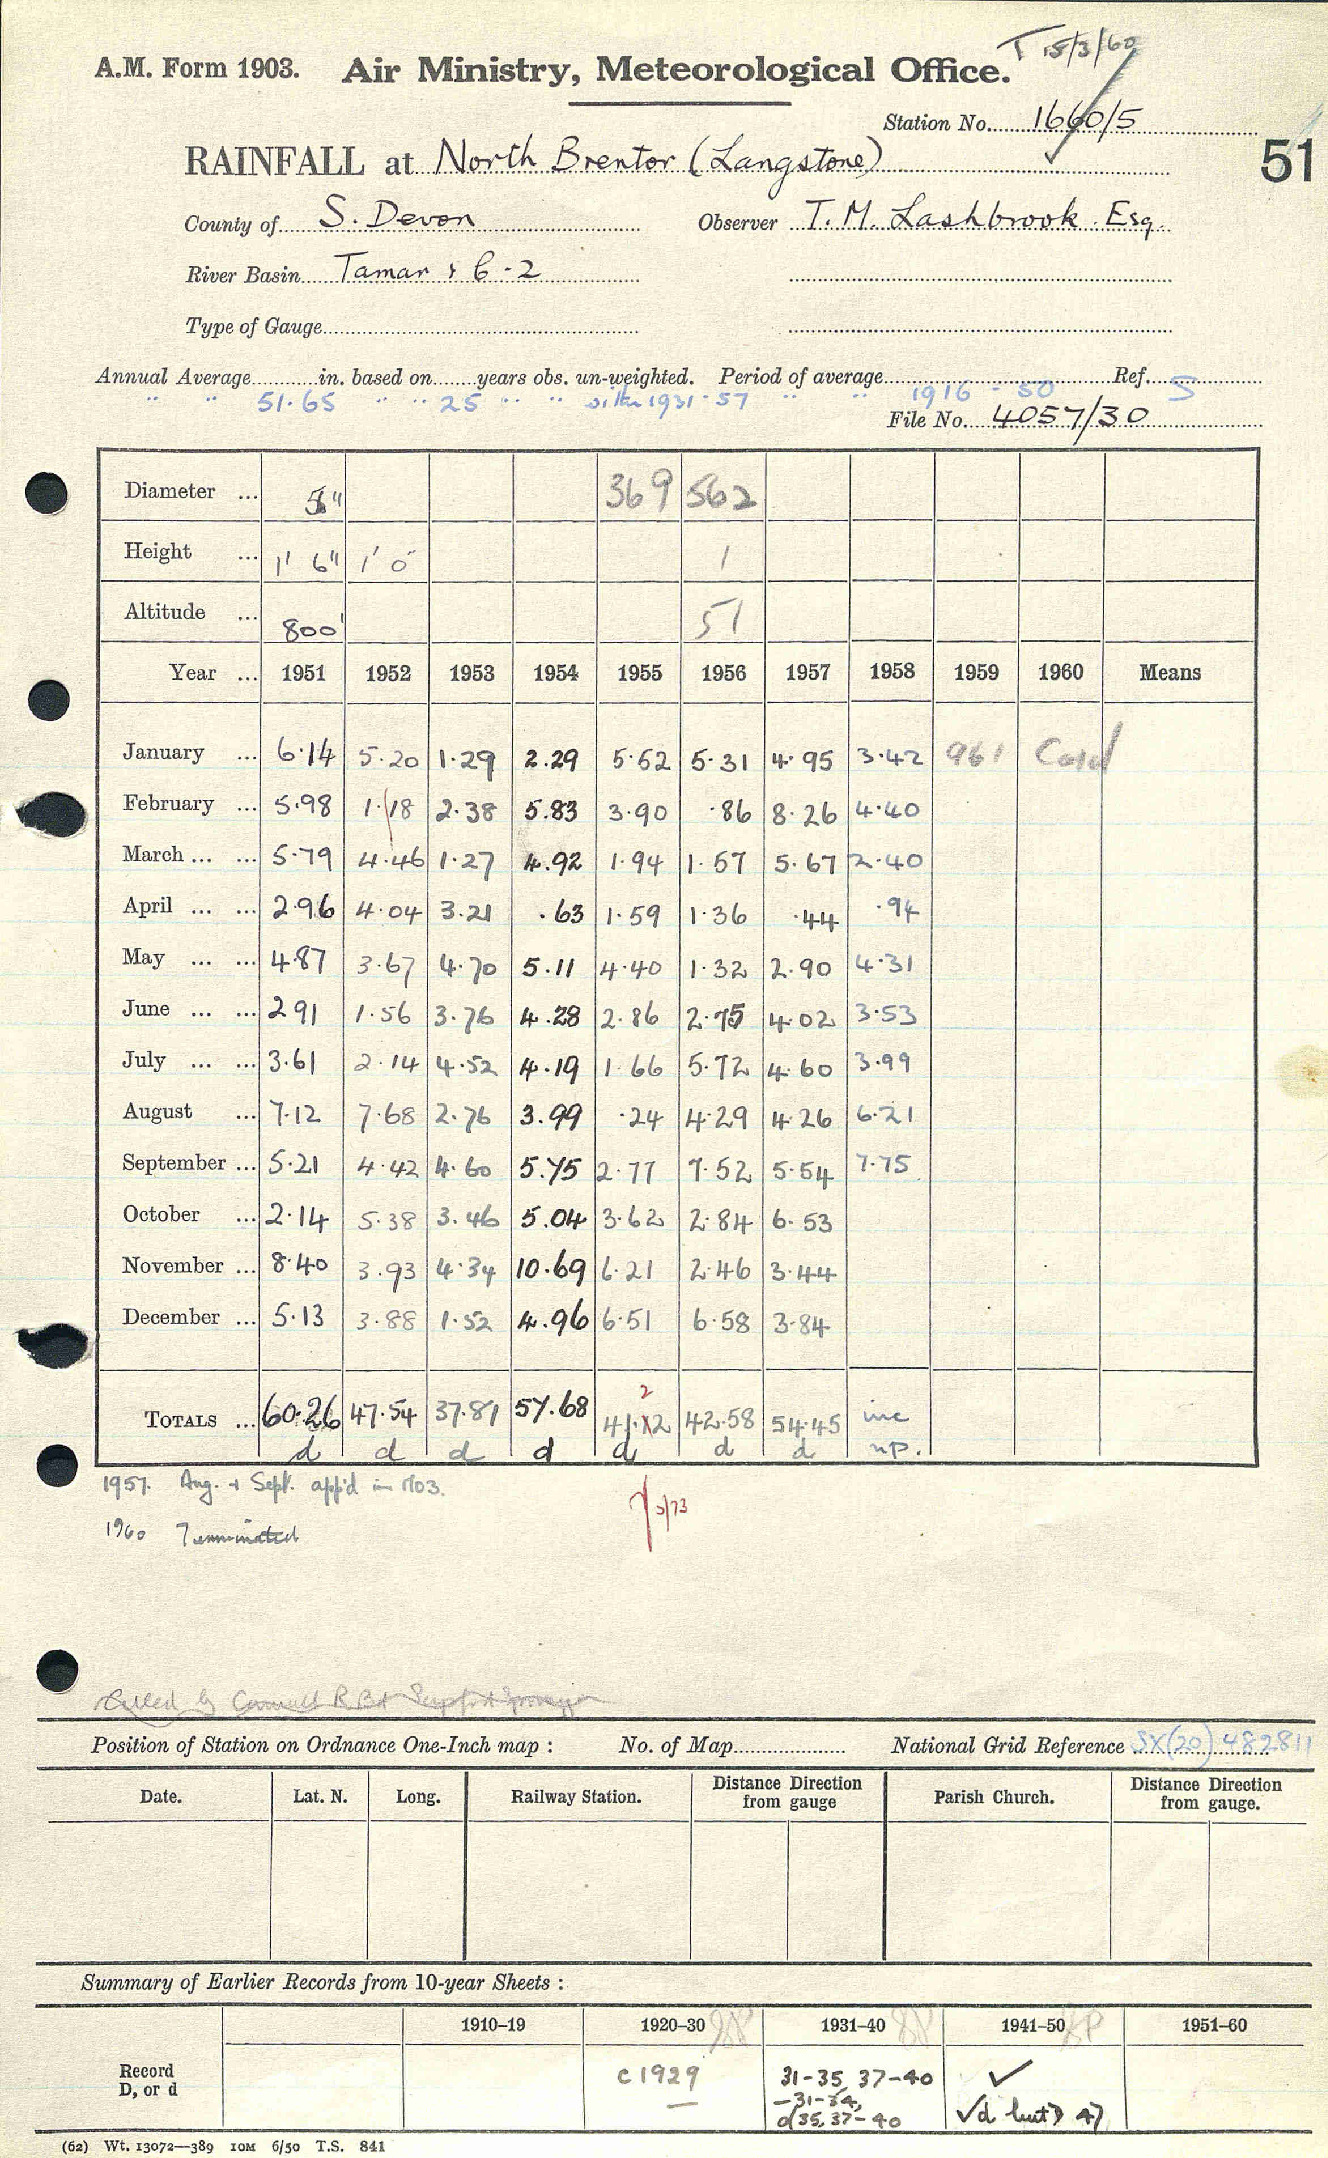 T 15/3/60
A.M. Form 1903. Air Ministry, Meteorological Office.
Station No. 1660/5
51
RAINFALL at North Brentor (Langstone)
County of S. Devon Observer T. M. Lashbrook Esq
River Basin Tamar & 6-2
Type of Gauge
Annual Average in. based on years obs. un-weighted. Period of average Ref.
" " 51.65 " " 25 " " within 1931-57 " " 1916-50 S
File No. 4057/30
Diameter ... 5" 369 562
Height ... 1' 6" 1' 0" 1
Altitude ... 800' 51
Year ... 1951 1952 1953 1954 1955 1956 1957 1958 1959 1960 Means
January ... 6.14 5.20 1.29 2.29 5.52 5.31 4.95 3.42 961 Card
February ... 5.98 1.18 2.38 5.83 3.90 .86 8.26 4.40
March ... ... 5.79 4.46 1.27 4.92 1.94 1.57 5.67 2.40
April ... ... 2.96 4.04 3.21 .63 1.59 1.36 .44 .94
May ... ... 4.87 3.67 4.70 5.11 4.40 1.32 2.90 4.31
June ... ... 2.91 1.56 3.76 4.28 2.86 2.75 4.02 3.53
July ... ... 3.61 2.14 4.52 4.19 1.66 5.72 4.60 3.99
August ... 7.12 7.68 2.76 3.99 .24 4.29 4.26 6.21
September ... 5.21 4.42 4.60 5.75 2.77 7.52 5.54 7.75
October ... 2.14 5.38 3.46 5.04 3.62 2.84 6.53
November ... 8.40 3.93 4.34 10.69 6.21 2.46 3.44
December ... 5.13 3.88 1.52 4.96 6.51 6.58 3.84
2
TOTALS ... 60.26 47.54 37.81 57.68 41.12 42.58 54.45 inc
d d d d d d d np.
1957. Aug. & Sept. app'd in 1703.
1960 Terminated
5/73
Position of Station on Ordnance One-Inch map : No. of Map National Grid Reference SX(20) 482811
Date. Lat. N. Long. Railway Station. Distance Direction from gauge Parish Church. Distance Direction from gauge.
Summary of Earlier Records from 10-year Sheets :
1910-19 1920-30 1931-40 1941-50 1951-60
Record c1929 31-35, 37-40 ✓
D, or d -31-34, d35, 37-40 ✓d but 47
(62) Wt. 13072—389 10M 6/50 T.S. 841